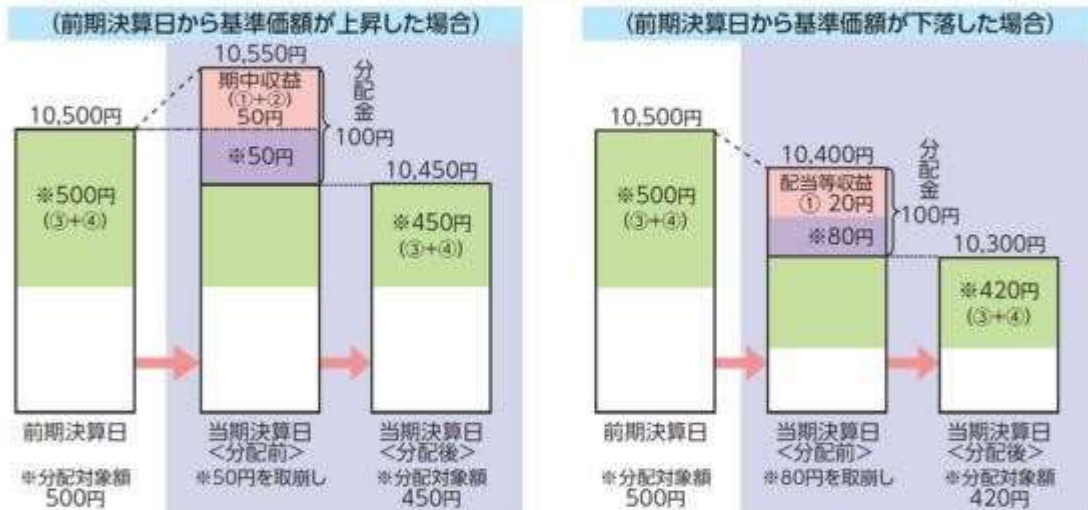 (前期決算日から基準価額が上昇した場合)
10,550円
期中収益
(①+②)
50円
※50円
分配金
100円
10,500円
※500円
(③+④)
10,450円
※450円
(③+④)
前期決算日
※分配対象額
500円
当期決算日
<分配前>
※50円を取崩し
当期決算日
<分配後>
※分配対象額
450円
(前期決算日から基準価額が下落した場合)
10,500円
※500円
(③+④)
10,400円
配当等収益
① 20円
※80円
分配金
100円
10,300円
※420円
(③+④)
前期決算日
※分配対象額
500円
当期決算日
<分配前>
※80円を取崩し
当期決算日
<分配後>
※分配対象額
420円